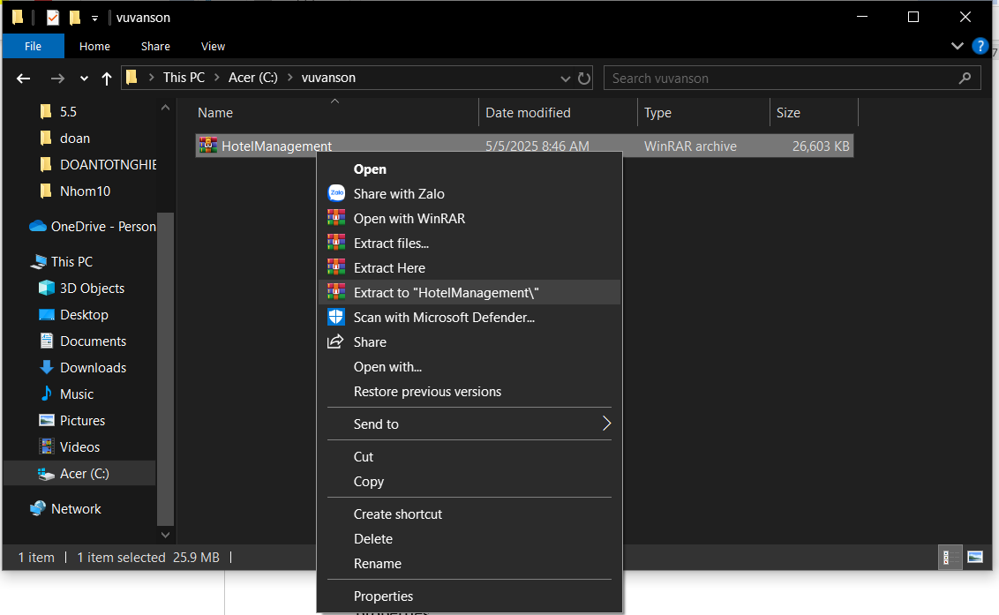 vuvanson
File Home Share View
This PC Acer (C:) vuvanson
Search vuvanson
Name Date modified Type Size
HotelManagement 5/5/2025 8:46 AM WinRAR archive 26,603 KB
5.5
doan
DOANTOTNGHIE
Nhom10
OneDrive - Person
This PC
3D Objects
Desktop
Documents
Downloads
Music
Pictures
Videos
Acer (C:)
Network
Open
Zalo
Share with Zalo
Open with WinRAR
Extract files...
Extract Here
Extract to "HotelManagement\"
Scan with Microsoft Defender...
Share
Open with...
Restore previous versions
Send to
Cut
Copy
Create shortcut
Delete
Rename
Properties
1 item 1 item selected 25.9 MB